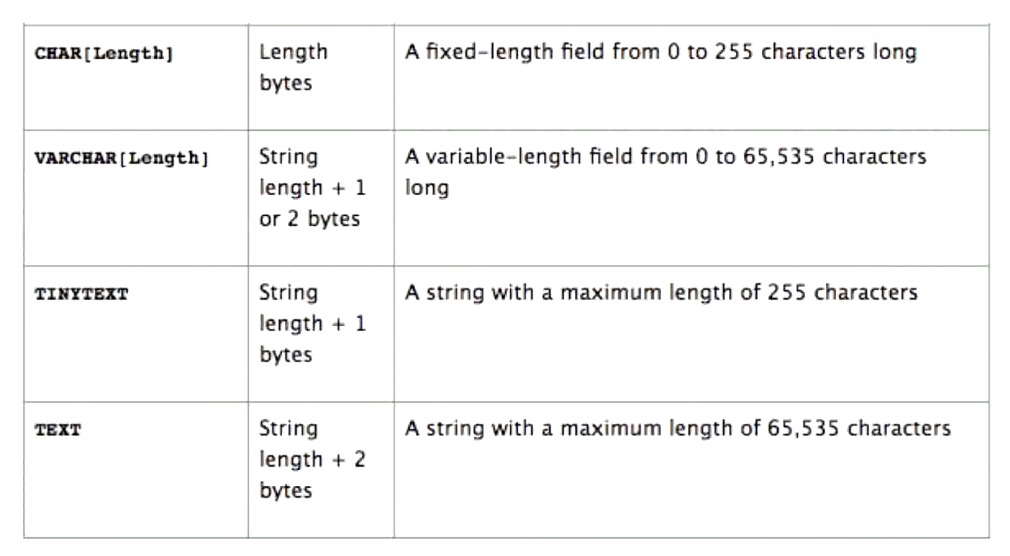 CHAR[Length]
Length
bytes
A fixed-length field from 0 to 255 characters long
VARCHAR[Length]
String
length + 1
or 2 bytes
A variable-length field from 0 to 65,535 characters
long
TINYTEXT
String
length + 1
bytes
A string with a maximum length of 255 characters
TEXT
String
length + 2
bytes
A string with a maximum length of 65,535 characters